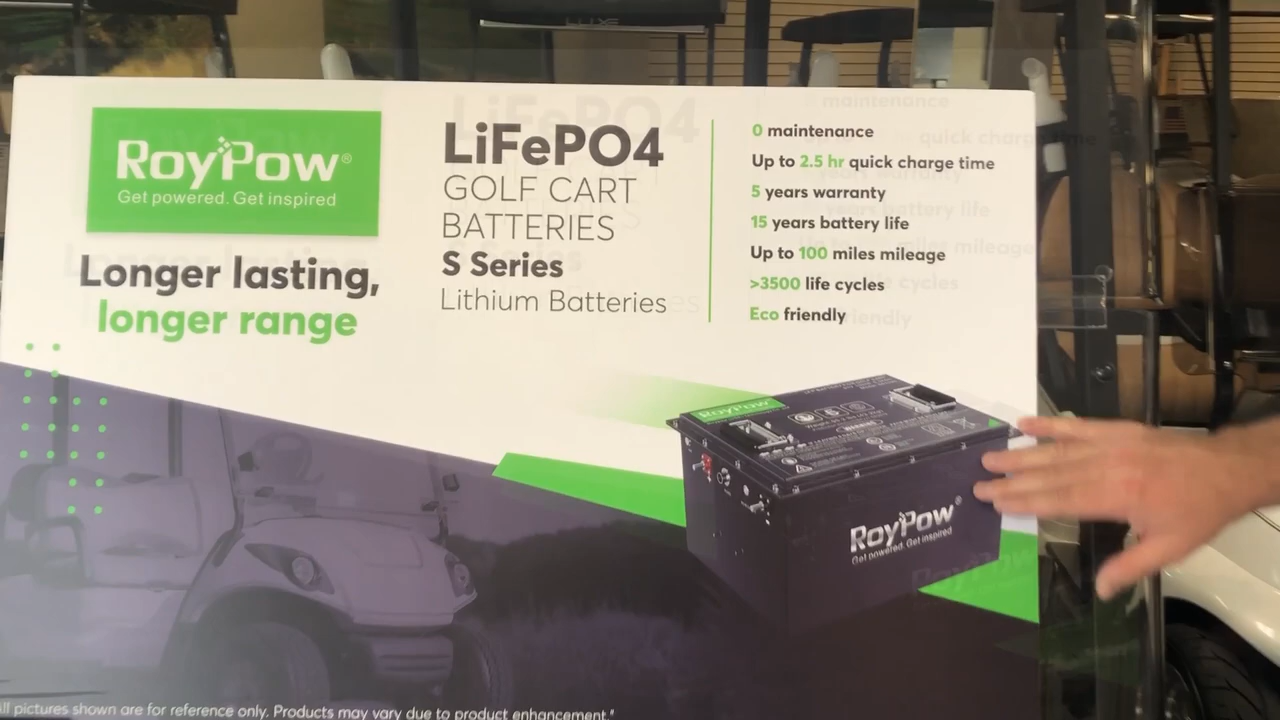 LUXE
RoyPow®
Get powered. Get inspired
Longer lasting,
longer range
LiFePO4
GOLF CART
BATTERIES
S Series
Lithium Batteries
0 maintenance
Up to 2.5 hr quick charge time
5 years warranty
15 years battery life
Up to 100 miles mileage
>3500 life cycles
Eco friendly
RoyPow
RoyPow®
Get powered. Get inspired
ll pictures shown are for reference only. Products may vary due to product enhancement.*